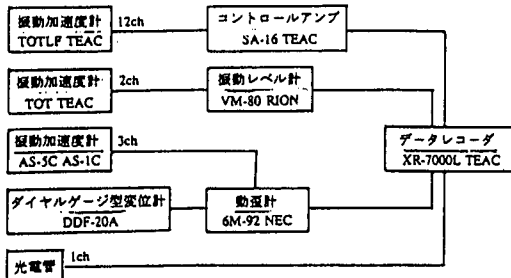 振動加速度計
TOTLF TEAC
12ch
コントロールアンプ
SA-16 TEAC
振動加速度計
TOT TEAC
2ch
振動レベル計
VM-80 RION
振動加速度計
AS-5C AS-1C
3ch
データレコーダ
XR-7000L TEAC
ダイヤルゲージ型変位計
DDF-20A
動歪計
6M-92 NEC
光電管
1ch